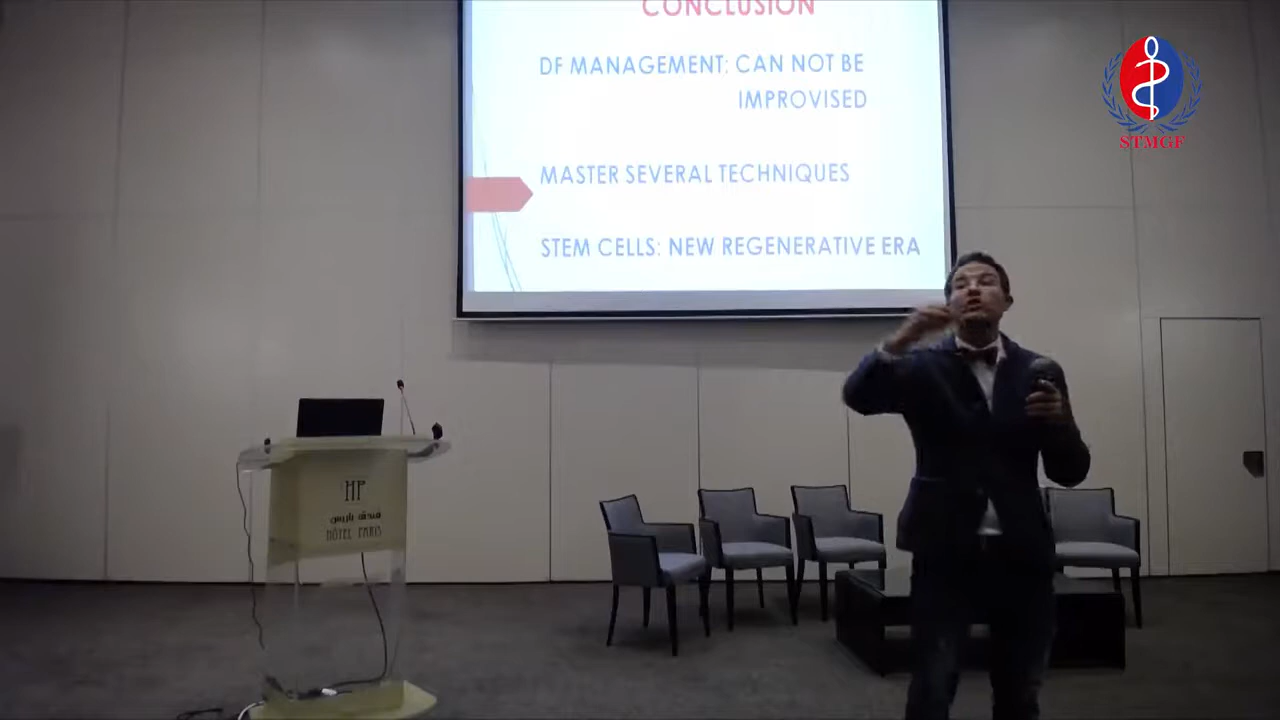 CONCLUSION
DF MANAGEMENT: CAN NOT BE
IMPROVISED
MASTER SEVERAL TECHNIQUES
STEM CELLS: NEW REGENERATIVE ERA
STMGF
HP
فندق باريس
HÔTEL PARIS